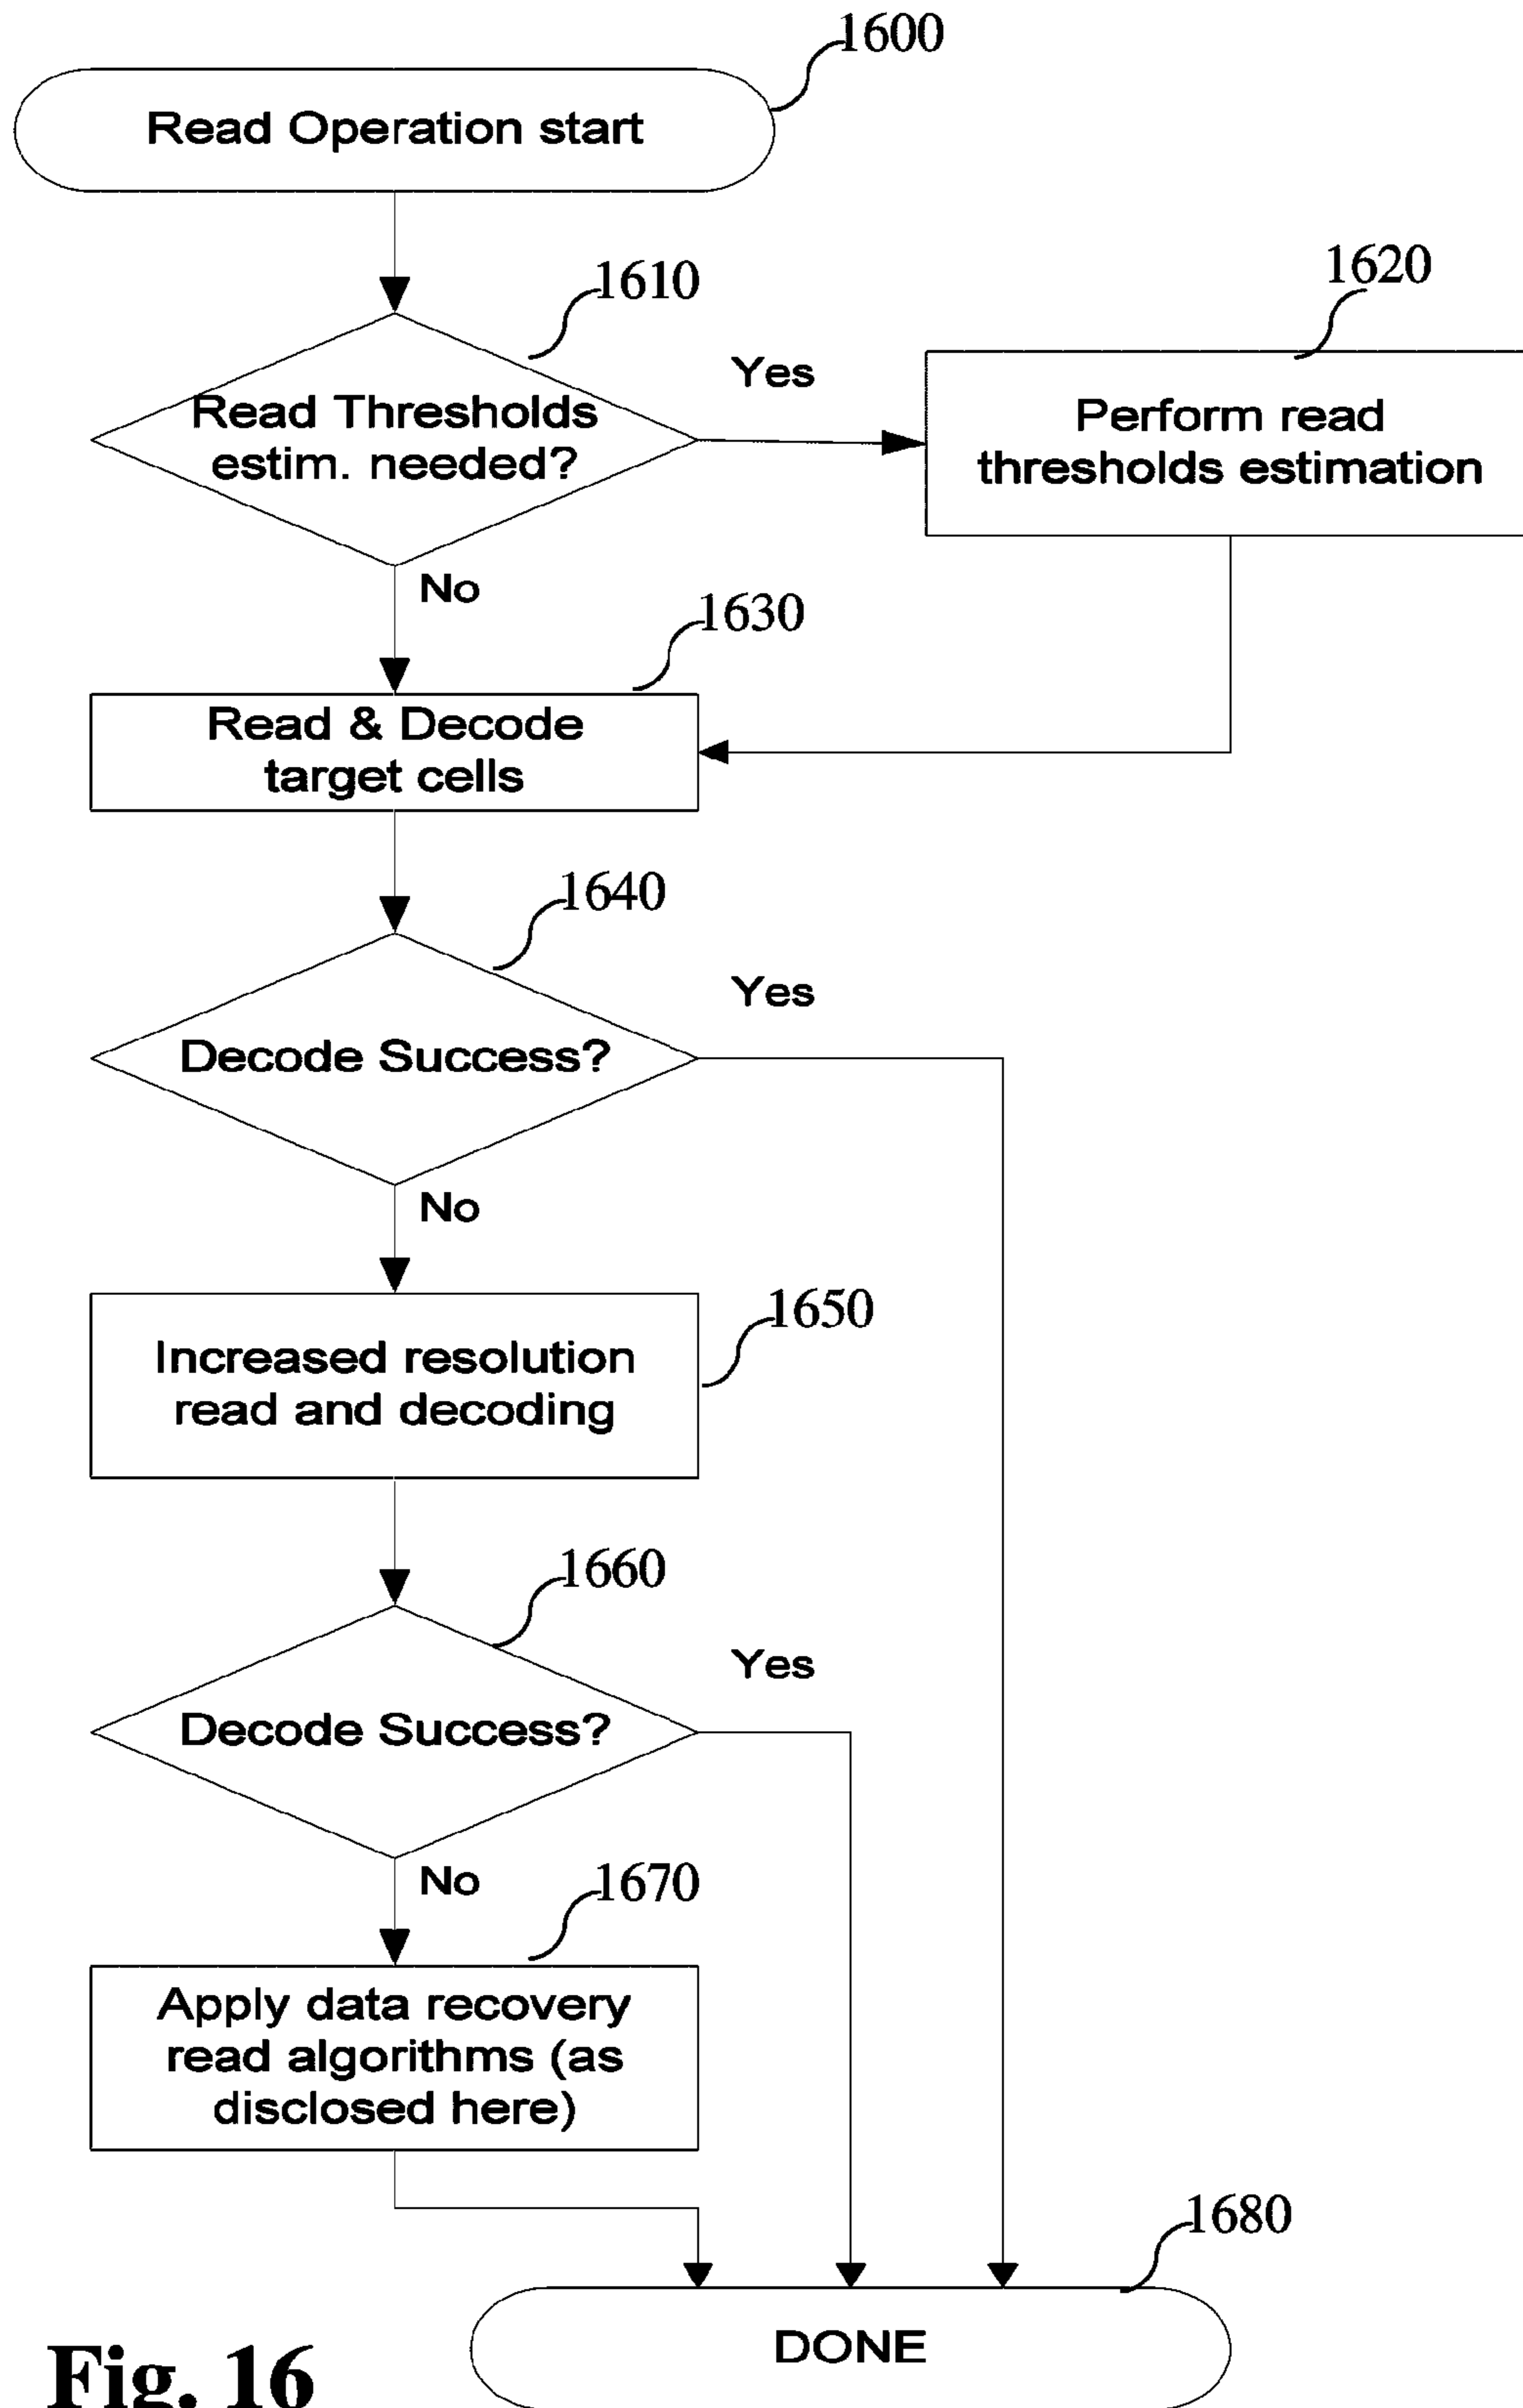 1600
Read Operation start
1610
1620
Yes
Read Thresholds
estim. needed?
Perform read
thresholds estimation
No
1630
Read & Decode
target cells
1640
Yes
Decode Success?
No
1650
Increased resolution
read and decoding
1660
Yes
Decode Success?
No
1670
Apply data recovery
read algorithms (as
disclosed here)
1680
DONE
Fig. 16